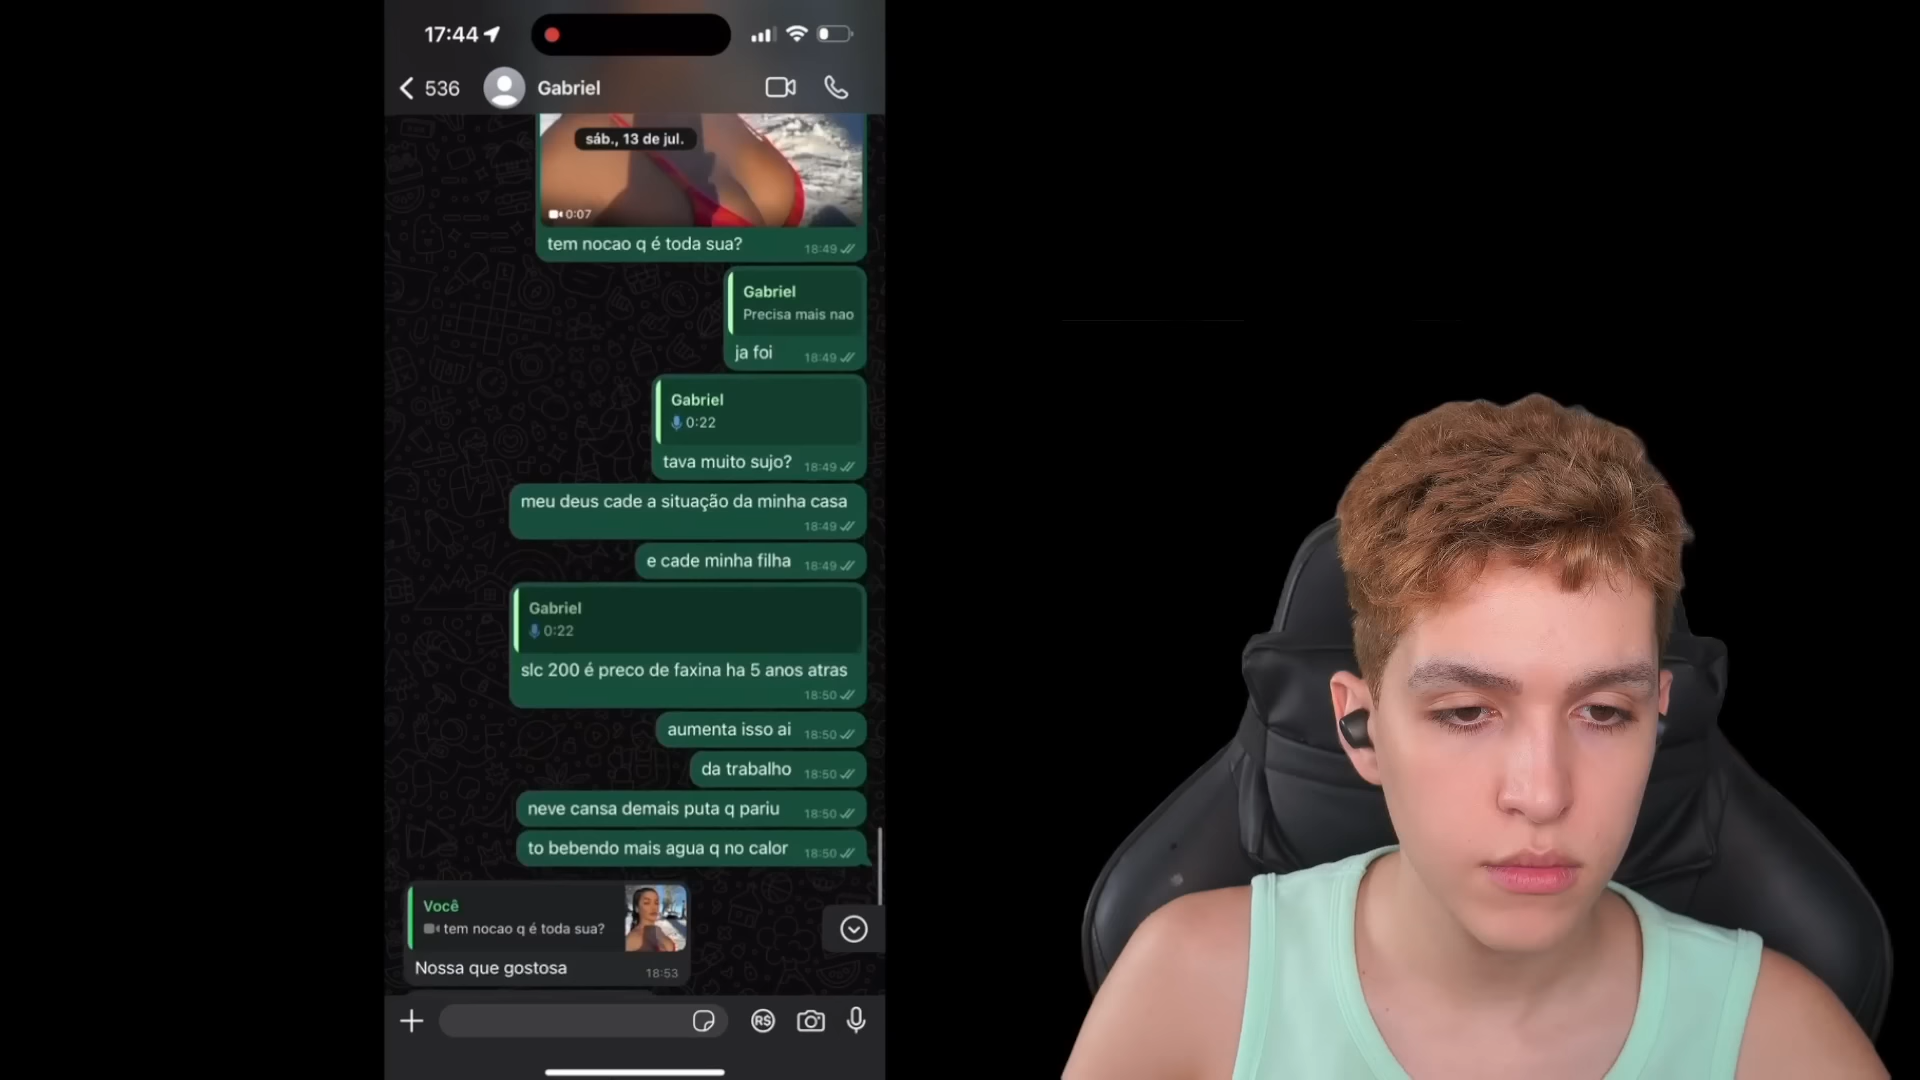 17:44
536
Gabriel
sáb., 13 de jul.
0:07
tem nocao q é toda sua?
18:49
Gabriel
Precisa mais nao
ja foi
18:49
Gabriel
0:22
tava muito sujo?
18:49
meu deus cade a situação da minha casa
18:49
e cade minha filha
18:49
Gabriel
0:22
slc 200 é preco de faxina ha 5 anos atras
18:50
aumenta isso ai
18:50
da trabalho
18:50
neve cansa demais puta q pariu
18:50
to bebendo mais agua q no calor
18:50
Você
tem nocao q é toda sua?
Nossa que gostosa
18:53
R$